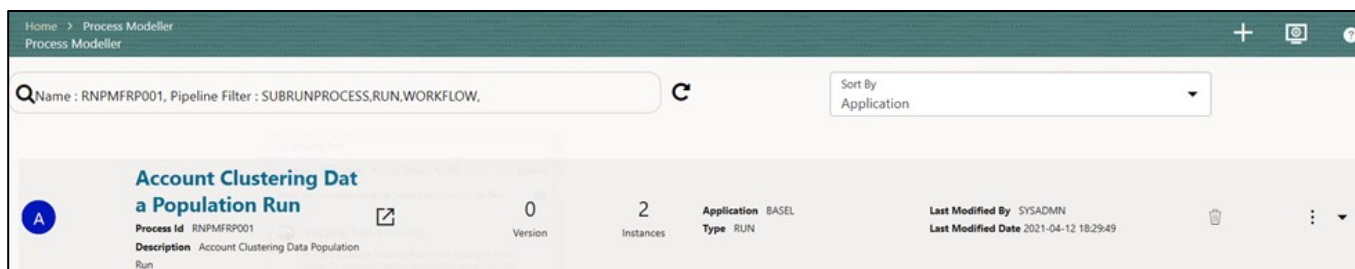 Home > Process Modeller
Process Modeller
Name : RNPMFRP001, Pipeline Filter : SUBRUNPROCESS,RUN,WORKFLOW,
Sort By
Application
Account Clustering Dat
a Population Run
Process Id RNPMFRP001
Description Account Clustering Data Population
Run
A
0
Version
2
Instances
Application BASEL
Type RUN
Last Modified By SYSADMN
Last Modified Date 2021-04-12 18:29:49